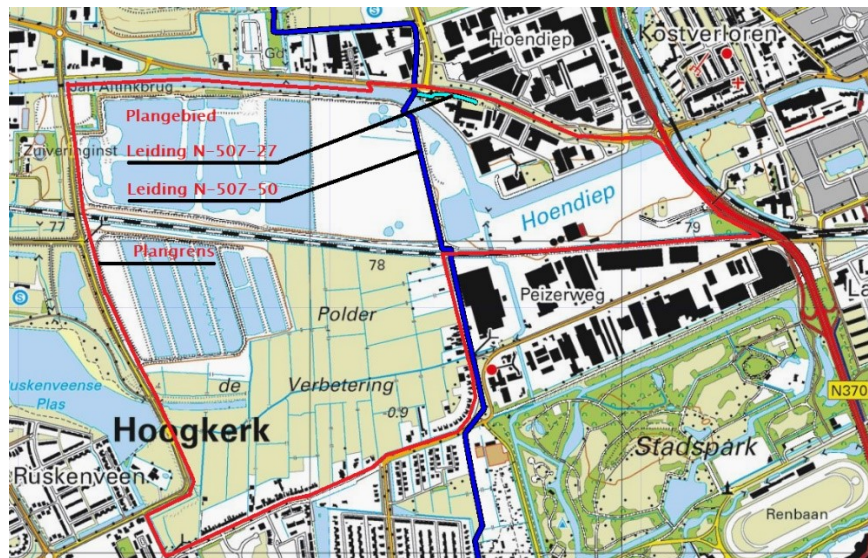 Kostverloren
Hoendiep
Gd
Jan Altinkbrug
Plangebied
Zuiveringinst
Leiding N-507-27
Leiding N-507-50
Hoendiep
77
79
Plangrens
78
Peizerweg
Polder
de Verbetering
-0.9
Ruskenveense
Plas
N370
Hoogkerk
Stadspark
Ruskenveen
Renbaan